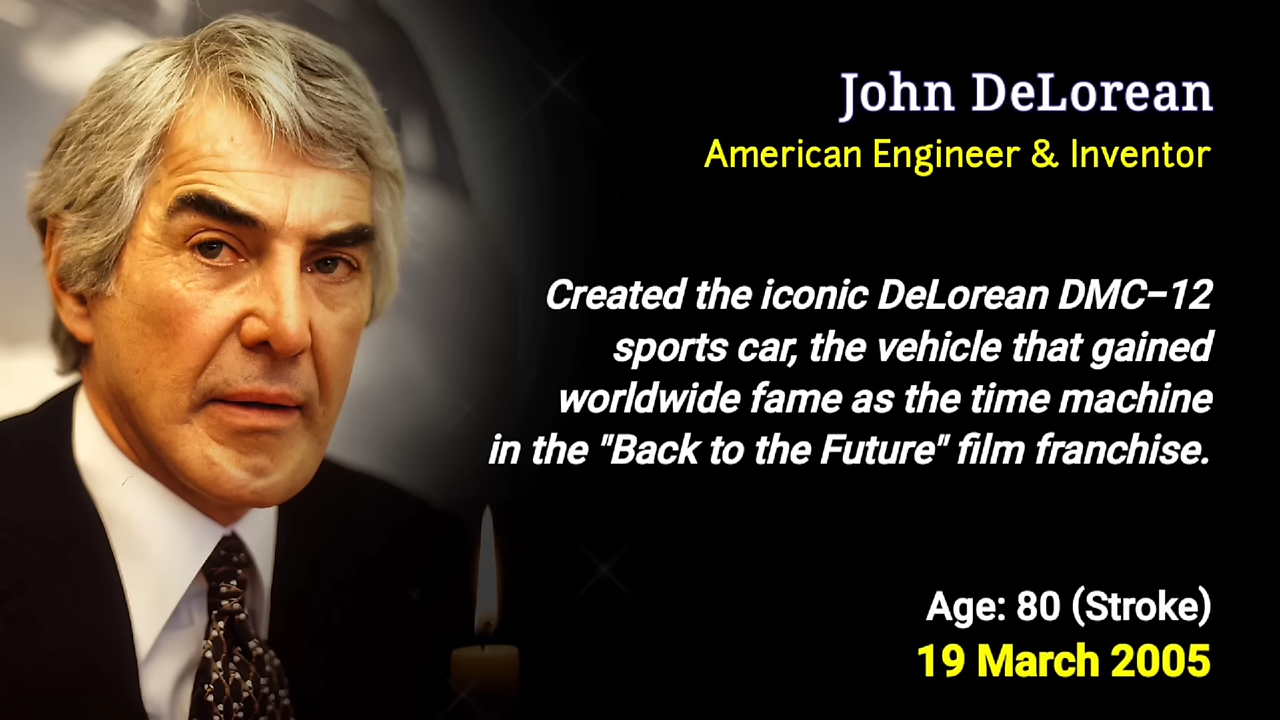 John DeLorean
American Engineer & Inventor
Created the iconic DeLorean DMC–12
sports car, the vehicle that gained
worldwide fame as the time machine
in the "Back to the Future" film franchise.
Age: 80 (Stroke)
19 March 2005